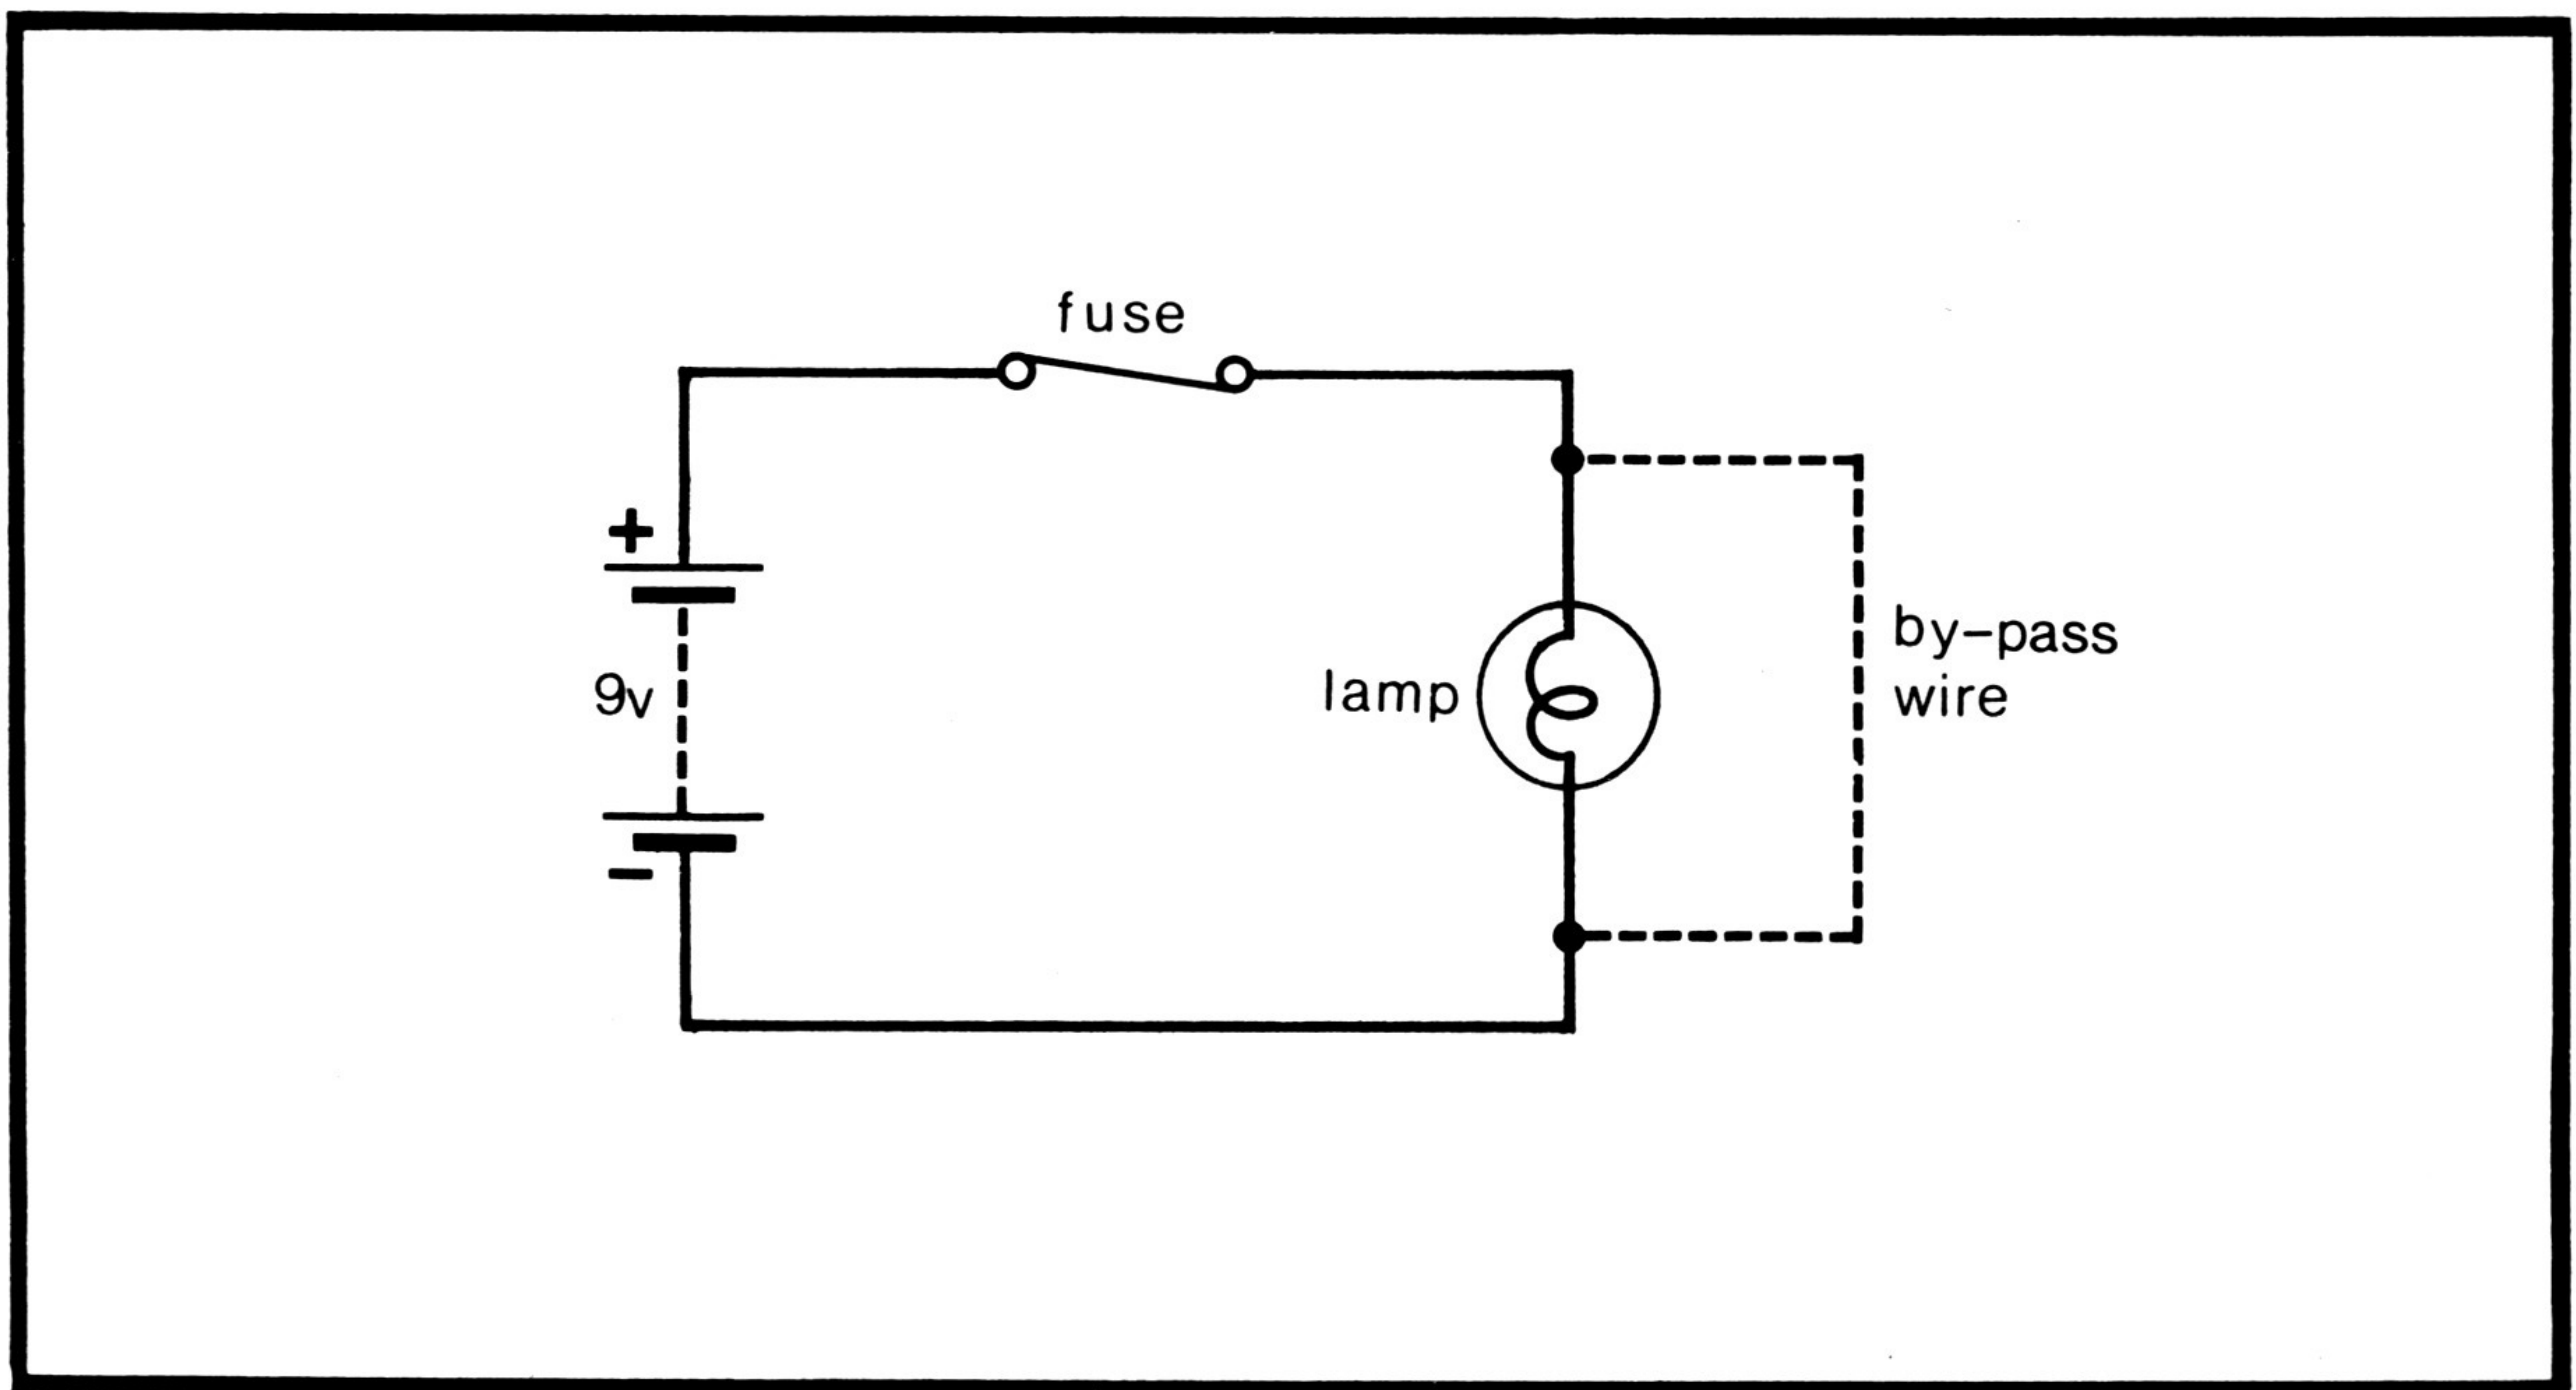 fuse
+
9v
−
lamp
by-pass
wire